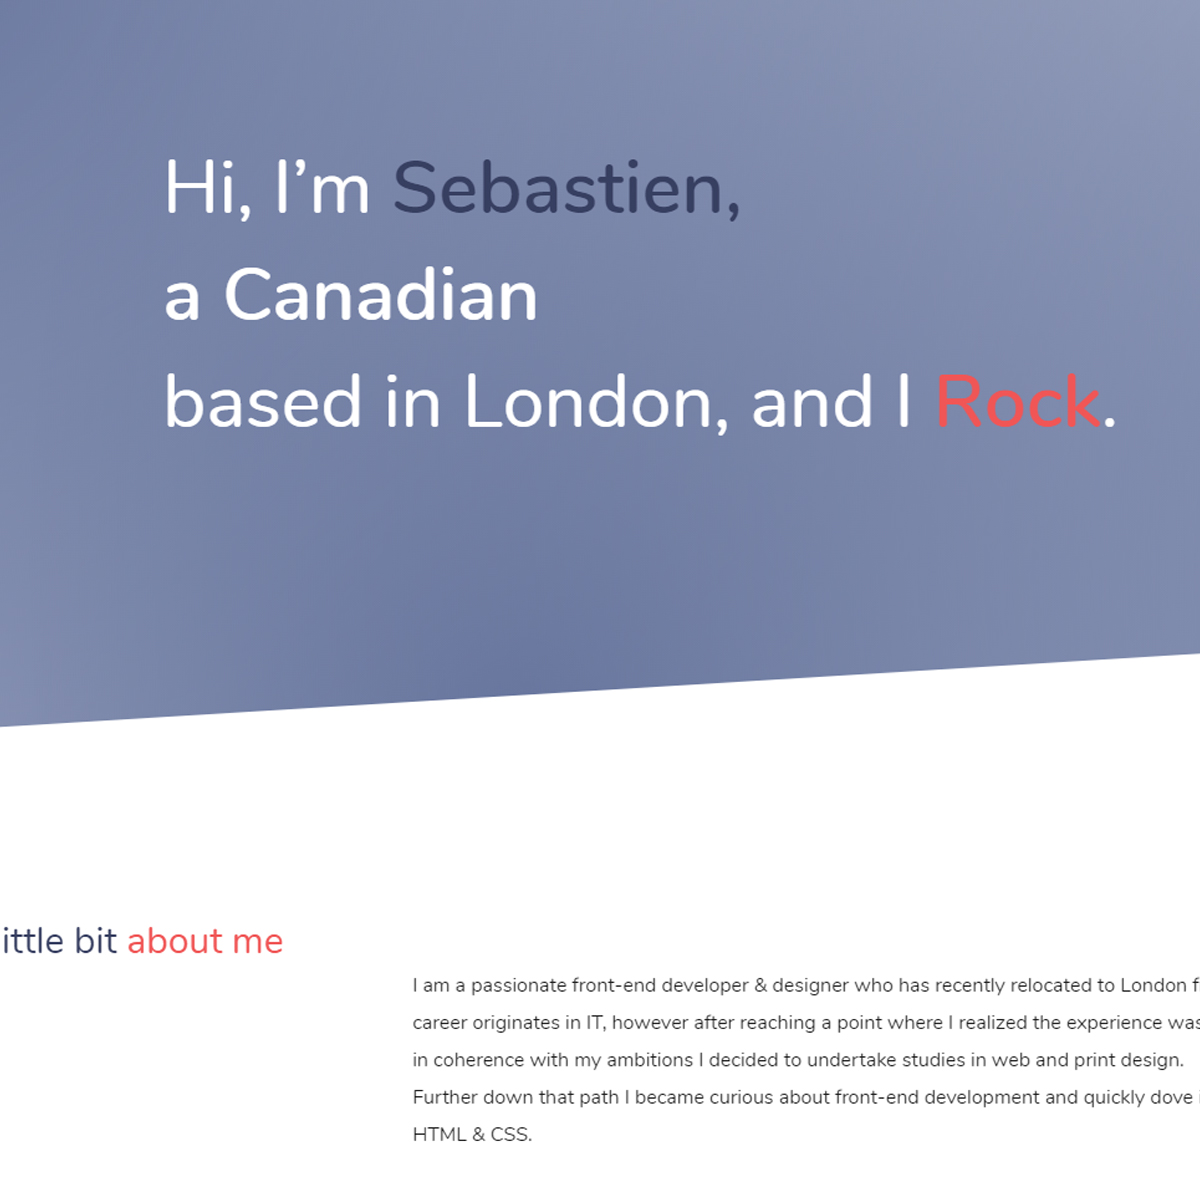 Hi, I’m Sebastien,
a Canadian
based in London, and I Rock.
ittle bit about me
I am a passionate front-end developer & designer who has recently relocated to London f
career originates in IT, however after reaching a point where I realized the experience was
in coherence with my ambitions I decided to undertake studies in web and print design.
Further down that path I became curious about front-end development and quickly dove i
HTML & CSS.